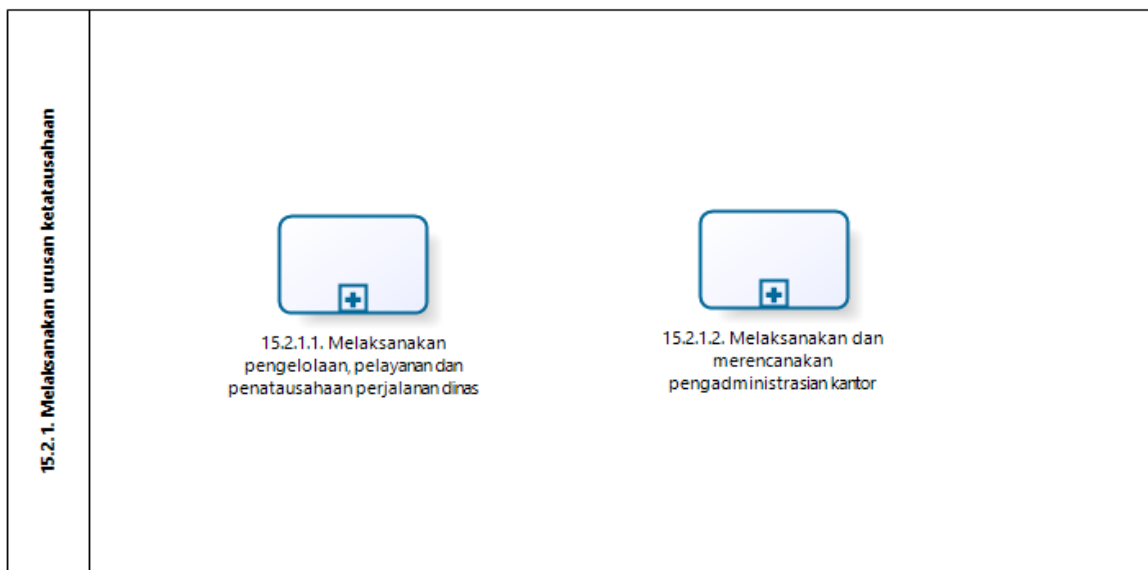 15.2.1. Melaksanakan urusan ketatausahaan
15.2.1.1. Melaksanakan
pengelolaan, pelayanan dan
penatausahaan perjalanan dinas
15.2.1.2. Melaksanakan dan
merencanakan
pengadministrasian kantor